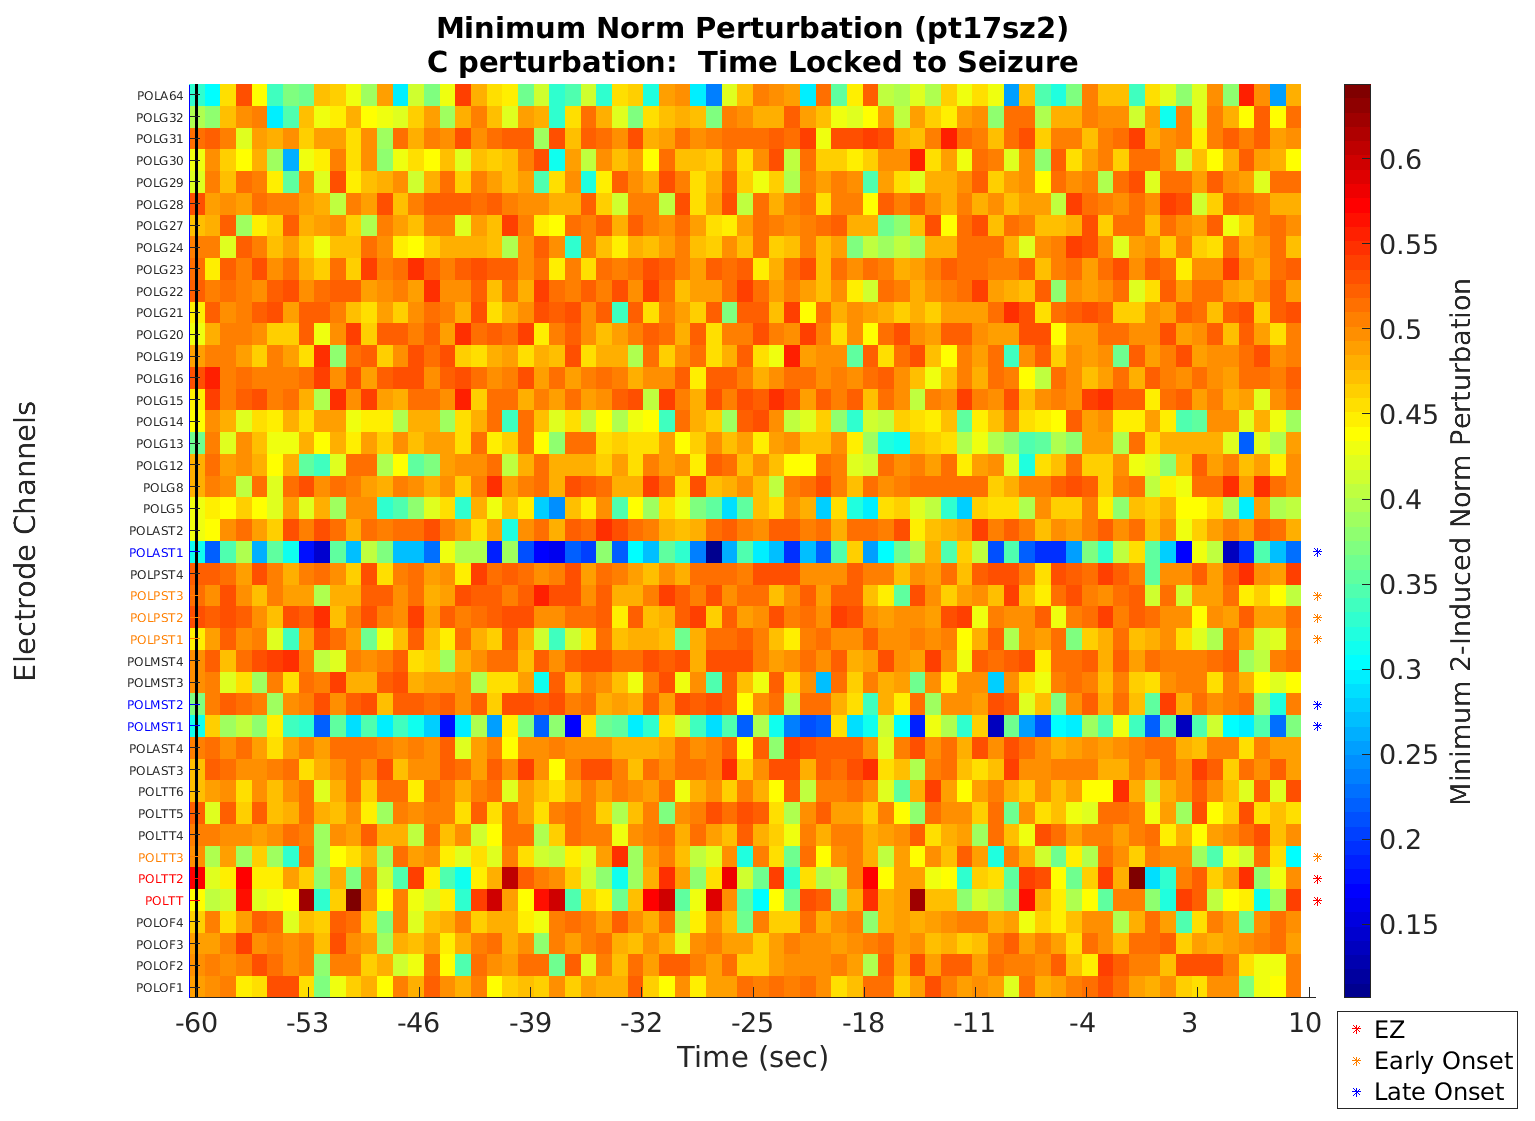 Minimum Norm Perturbation (pt17sz2)
C perturbation:  Time Locked to Seizure
Electrode Channels
POLA64
POLG32
POLG31
POLG30
POLG29
POLG28
POLG27
POLG24
POLG23
POLG22
POLG21
POLG20
POLG19
POLG16
POLG15
POLG14
POLG13
POLG12
POLG8
POLG5
POLAST2
POLAST1
POLPST4
POLPST3
POLPST2
POLPST1
POLMST4
POLMST3
POLMST2
POLMST1
POLAST4
POLAST3
POLTT6
POLTT5
POLTT4
POLTT3
POLTT2
POLTT
POLOF4
POLOF3
POLOF2
POLOF1
-60 -53 -46 -39 -32 -25 -18 -11 -4 3 10
Time (sec)
0.6
0.55
0.5
0.45
0.4
0.35
0.3
0.25
0.2
0.15
Minimum 2-Induced Norm Perturbation
EZ
Early Onset
Late Onset